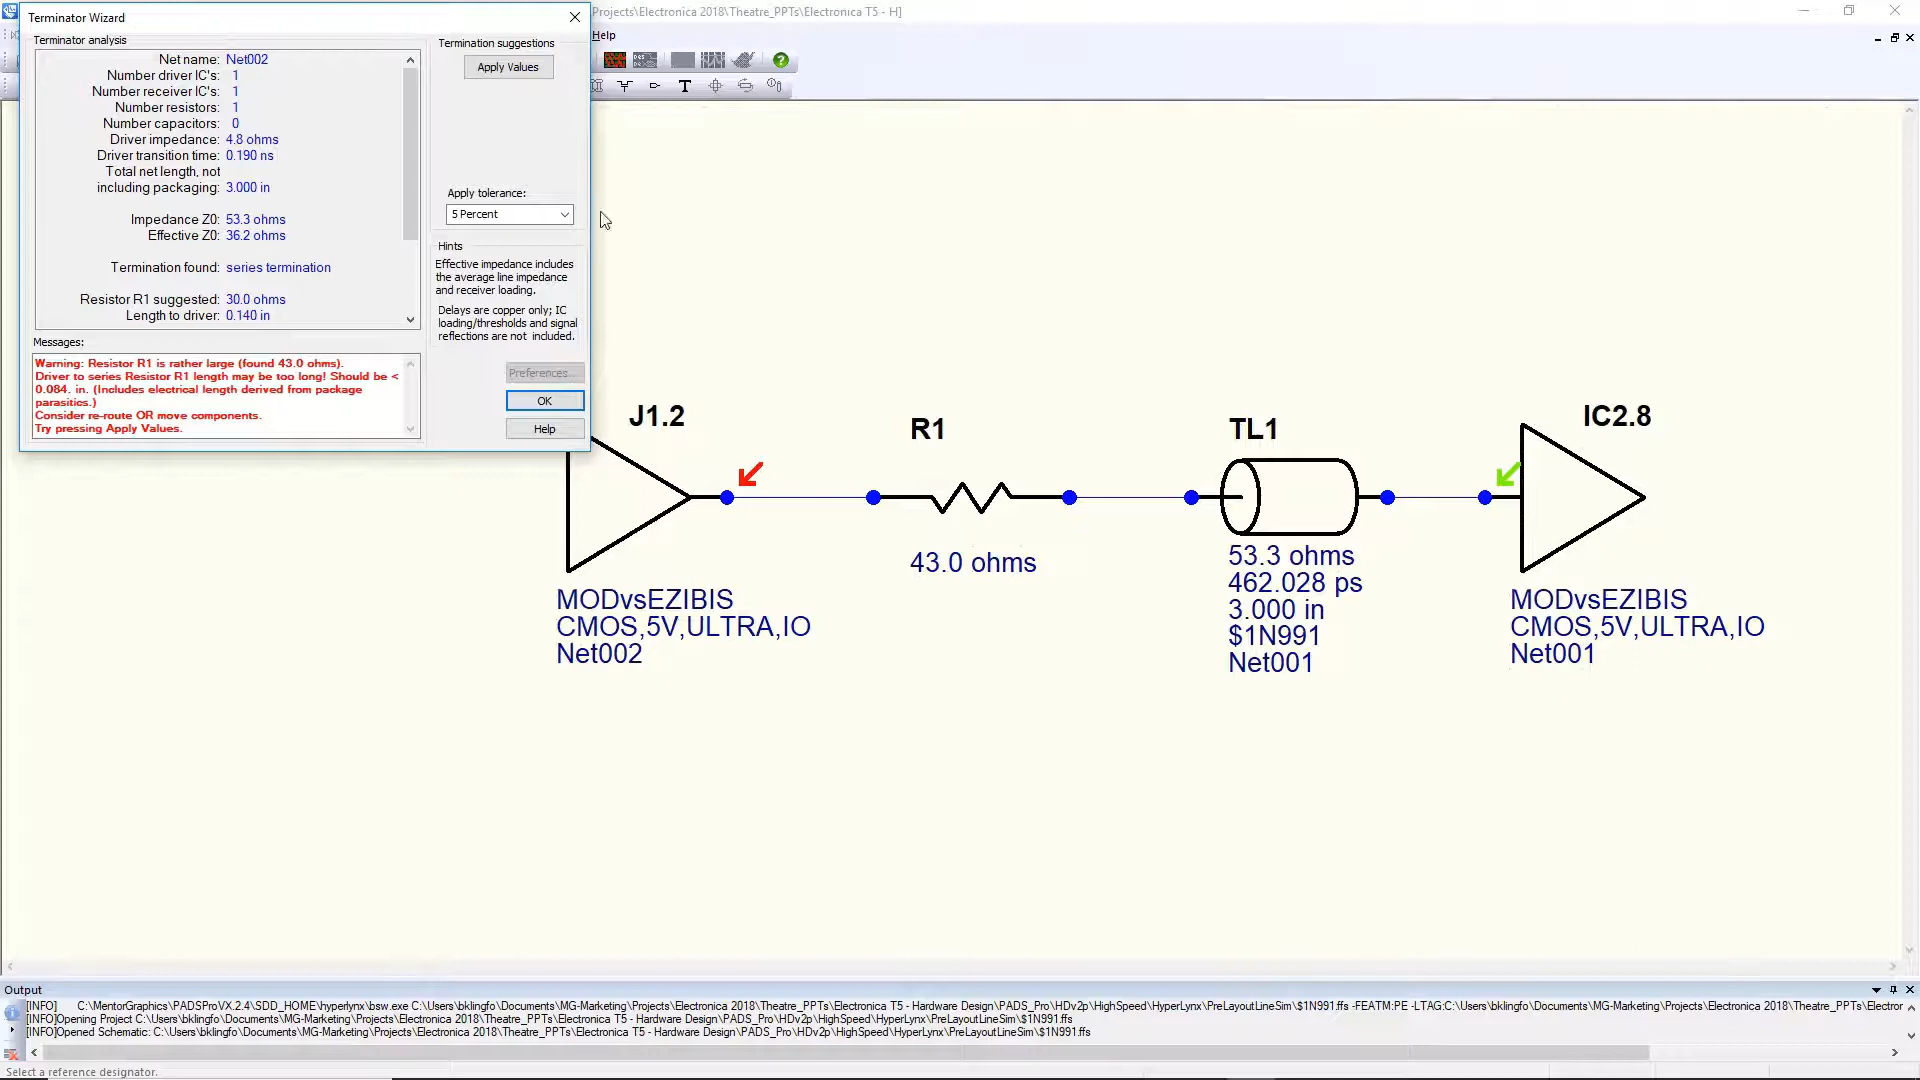 Terminator Wizard
Projects\Electronica 2018\Theatre_PPTs\Electronica T5 - H]
Help
Terminator analysis
Net name: Net002
Number driver IC's: 1
Number receiver IC's: 1
Number resistors: 1
Number capacitors: 0
Driver impedance: 4.8 ohms
Driver transition time: 0.190 ns
Total net length, not
including packaging: 3.000 in
Impedance Z0: 53.3 ohms
Effective Z0: 36.2 ohms
Termination found: series termination
Resistor R1 suggested: 30.0 ohms
Length to driver: 0.140 in
Termination suggestions
Apply Values
Apply tolerance:
5 Percent
Hints
Effective impedance includes
the average line impedance
and receiver loading.
Delays are copper only; IC
loading/thresholds and signal
reflections are not included.
Preferences...
OK
Help
Messages:
Warning: Resistor R1 is rather large (found 43.0 ohms).
Driver to series Resistor R1 length may be too long! Should be <
0.084. in. (Includes electrical length derived from package
parasitics.)
Consider re-route OR move components.
Try pressing Apply Values.
J1.2
R1
TL1
IC2.8
43.0 ohms
53.3 ohms
462.028 ps
3.000 in
$1N991
Net001
MODvsEZIBIS
CMOS,5V,ULTRA,IO
Net002
MODvsEZIBIS
CMOS,5V,ULTRA,IO
Net001
Output
[INFO] C:\MentorGraphics\PADSProVX.2.4\SDD_HOME\hyperlynx\bsw.exe C:\Users\bklingfo\Documents\MG-Marketing\Projects\Electronica 2018\Theatre_PPTs\Electronica T5 - Hardware Design\PADS_Pro\HDv2p\HighSpeed\HyperLynx\PreLayoutLineSim\$1N991.ffs -FEATM:PE -LTAG:C:\Users\bklingfo\Documents\MG-Marketing\Projects\Electronica 2018\Theatre_PPTs\Electror
[INFO]Opening Project C:\Users\bklingfo\Documents\MG-Marketing\Projects\Electronica 2018\Theatre_PPTs\Electronica T5 - Hardware Design\PADS_Pro\HDv2p\HighSpeed\HyperLynx\PreLayoutLineSim\$1N991.ffs
[INFO]Opened Schematic: C:\Users\bklingfo\Documents\MG-Marketing\Projects\Electronica 2018\Theatre_PPTs\Electronica T5 - Hardware Design\PADS_Pro\HDv2p\HighSpeed\HyperLynx\PreLayoutLineSim\$1N991.ffs
Select a reference designator.